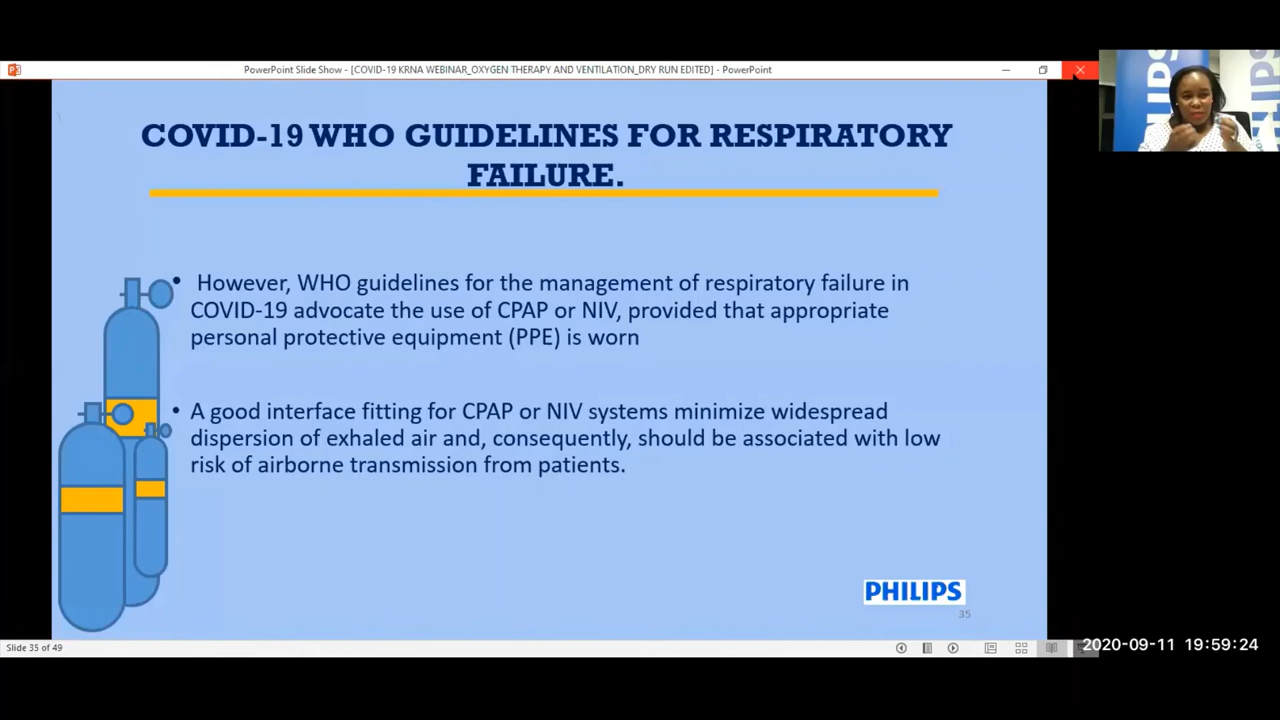 PowerPoint Slide Show - [COVID-19 KRNA WEBINAR_OXYGEN THERAPY AND VENTILATION_DRY RUN EDITED] - PowerPoint
COVID-19 WHO GUIDELINES FOR RESPIRATORY
FAILURE.
• However, WHO guidelines for the management of respiratory failure in
COVID-19 advocate the use of CPAP or NIV, provided that appropriate
personal protective equipment (PPE) is worn
• A good interface fitting for CPAP or NIV systems minimize widespread
dispersion of exhaled air and, consequently, should be associated with low
risk of airborne transmission from patients.
PHILIPS
35
Slide 35 of 49
2020-09-11 19:59:24